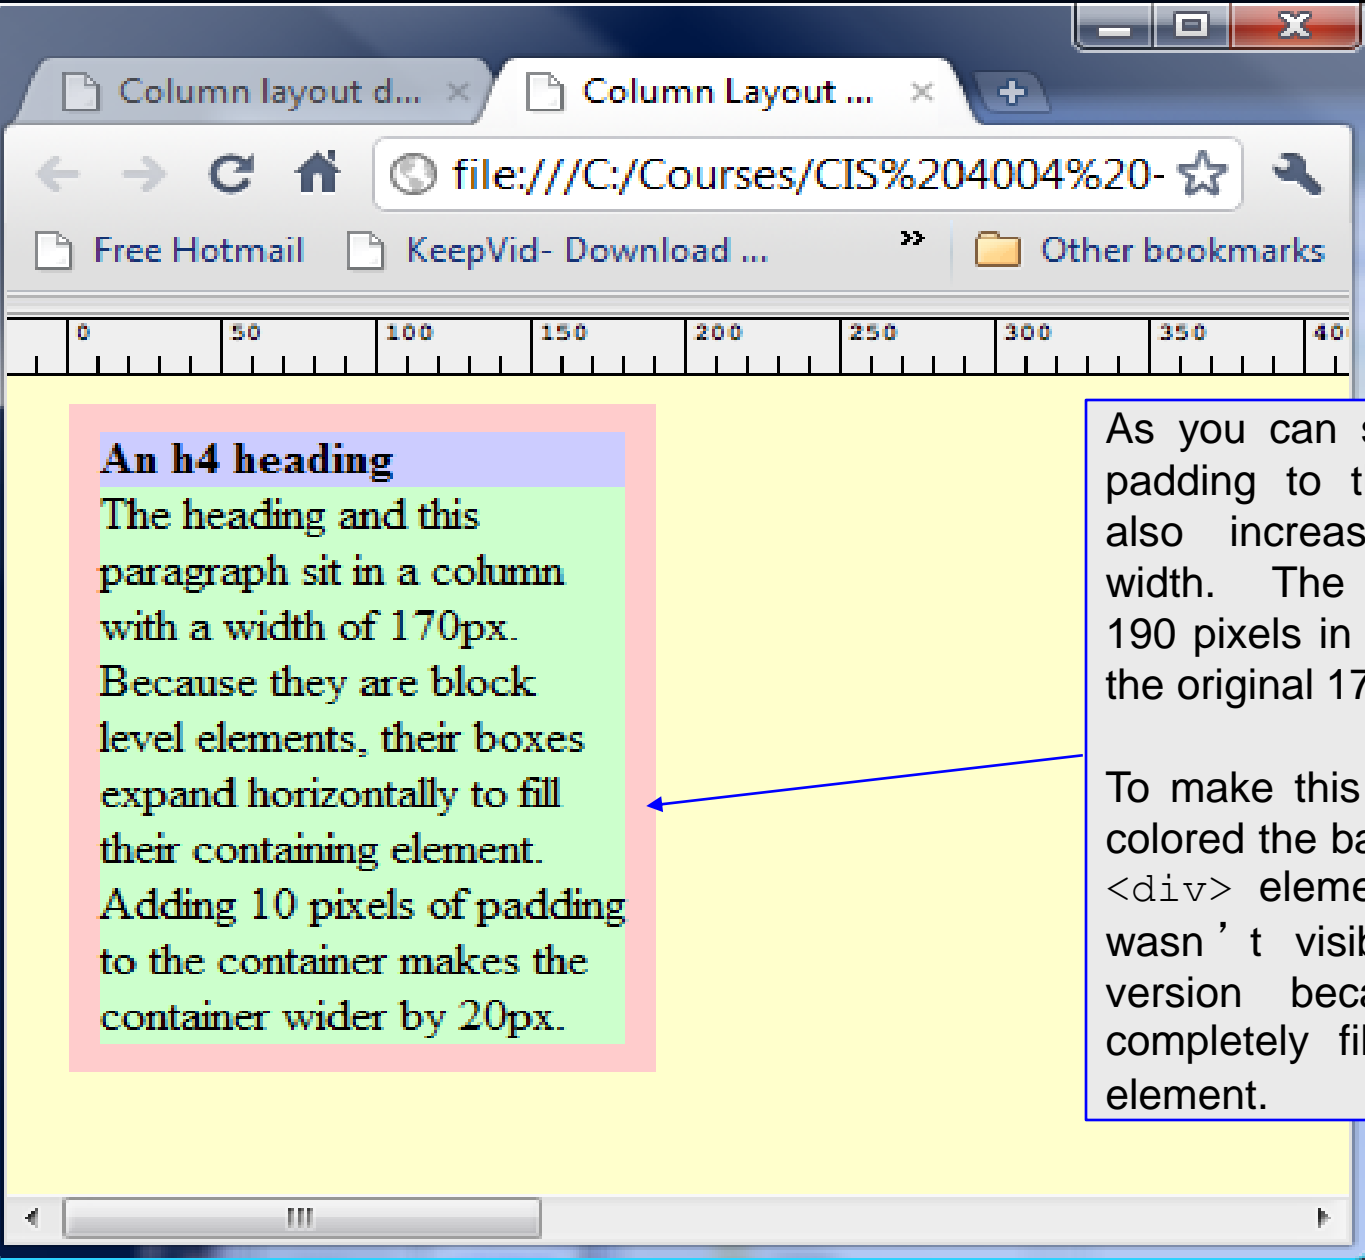 Column layout d...
Column Layout ...
file:///C:/Courses/CIS%204004%20-
Free Hotmail
KeepVid- Download ...
»
Other bookmarks
0 50 100 150 200 250 300 350 40
An h4 heading
The heading and this
paragraph sit in a column
with a width of 170px.
Because they are block
level elements, their boxes
expand horizontally to fill
their containing element.
Adding 10 pixels of padding
to the container makes the
container wider by 20px.
As you can
padding to
also increas
width. The
190 pixels in
the original 17
To make this
colored the ba
<div> eleme
wasn’t visib
version beca
completely fil
element.